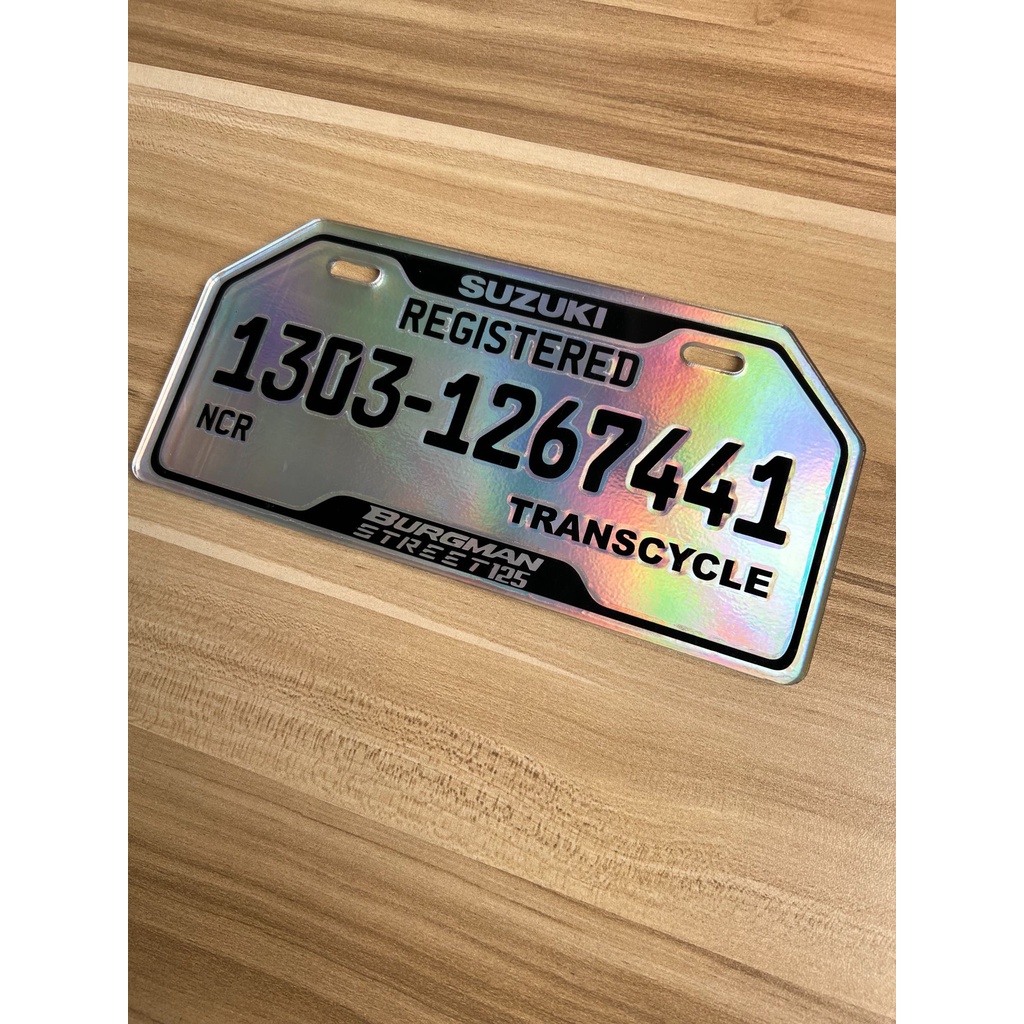 SUZUKI
REGISTERED
1303-1267441
NCR
TRANSCYCLE
BURGMAN
STREET125